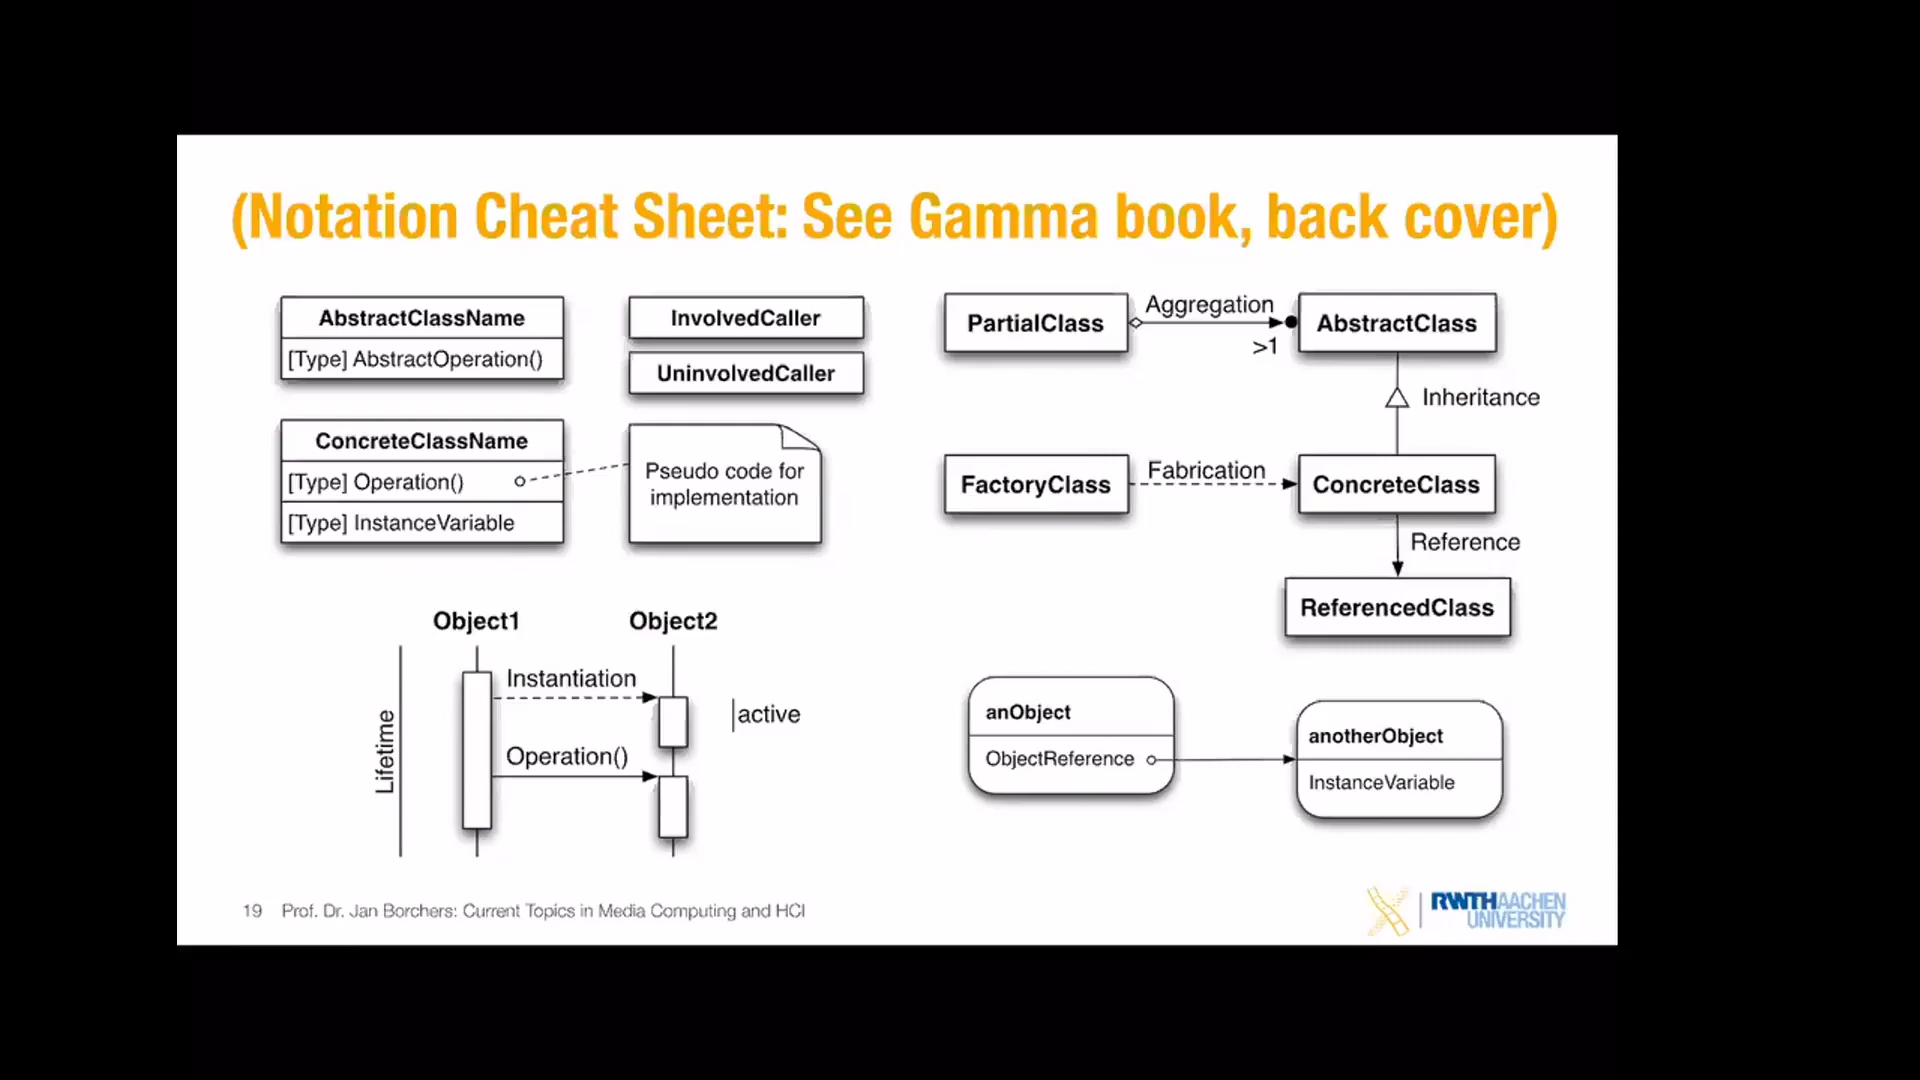 (Notation Cheat Sheet: See Gamma book, back cover)
AbstractClassName
[Type] AbstractOperation()
InvolvedCaller
UninvolvedCaller
ConcreteClassName
[Type] Operation()
[Type] InstanceVariable
Pseudo code for
implementation
PartialClass
Aggregation
>1
AbstractClass
Inheritance
FactoryClass
Fabrication
ConcreteClass
Reference
ReferencedClass
Object1
Object2
Lifetime
Instantiation
Operation()
active
anObject
ObjectReference
anotherObject
InstanceVariable
19 Prof. Dr. Jan Borchers: Current Topics in Media Computing and HCI
RWTHAACHEN
UNIVERSITY